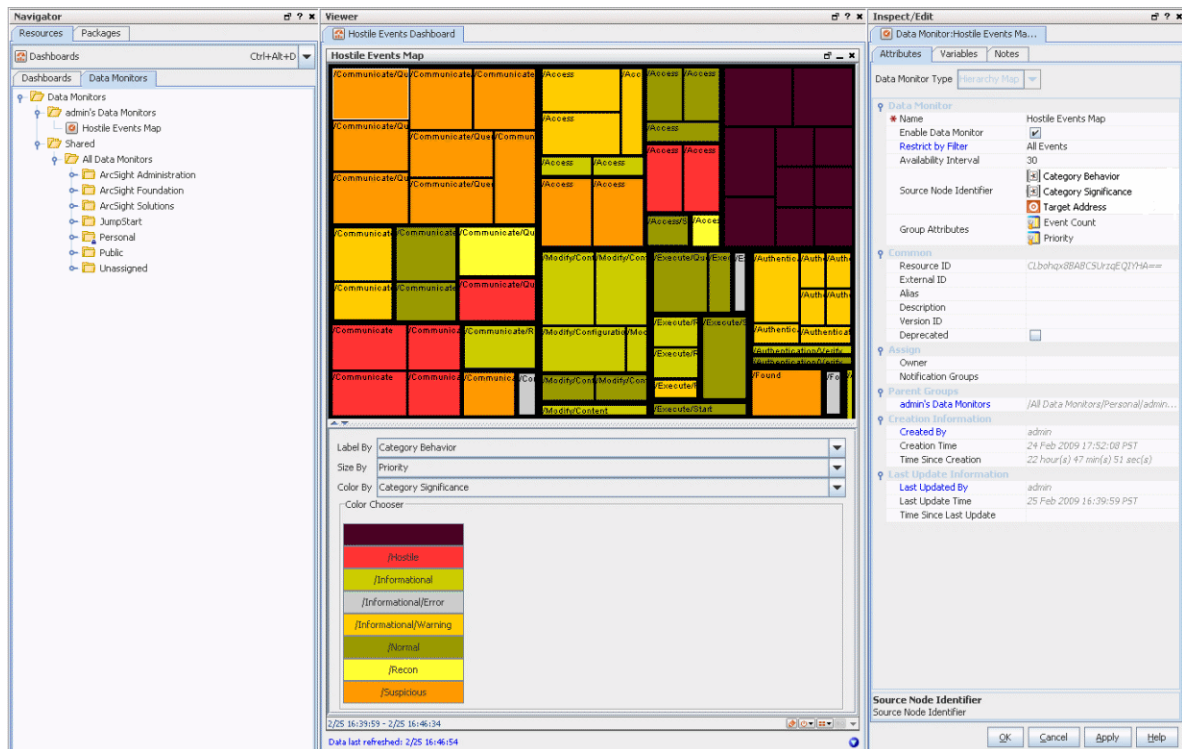 Navigator
Resources Packages
Dashboards Ctrl+Alt+D
Dashboards Data Monitors
Data Monitors
admin's Data Monitors
Hostile Events Map
Shared
All Data Monitors
ArcSight Administration
ArcSight Foundation
ArcSight Solutions
JumpStart
Personal
Public
Unassigned
Viewer
Hostile Events Dashboard
Hostile Events Map
/Communicate/Qu /Communicate /Communicate /Access /Acc /Access /Access
/Access
/Communicate/Qu /Communicate/Que /Commun /Access
/Access /Access /Access /Access
/Communicate/Qu /Communicate/Que /Access /Access
/Access/S /Acces
/Communicate /Communicate /Communicate/Qu /Modify/Conf /Modify/Conf /Execute/Qu /Exec /E /Authentic /Auth /Auth
/Communicate /Communicate /Communicate/Qu /Auth /Auth
/Communicate /Communica /Communicate/R /Modify/Configuratio /Moc /Execute/R /Execute/S /Authentic /Authenticat
/Execute/R /Authentication/Verify
/Authentication/Verify
/Communicate /Communica /Communica /Co /Modify/Conf /Modify/Conf /Execute/R /Found /Fo
/Modify/Content /Execute/Start
Label By Category Behavior
Size By Priority
Color By Category Significance
Color Chooser
/Hostile
/Informational
/Informational/Error
/Informational/Warning
/Normal
/Recon
/Suspicious
2/25 16:39:59 - 2/25 16:46:34
Data last refreshed: 2/25 16:46:54
Inspect/Edit
Data Monitor:Hostile Events Ma...
Attributes Variables Notes
Data Monitor Type Hierarchy Map
Data Monitor
* Name Hostile Events Map
Enable Data Monitor
Restrict by Filter All Events
Availability Interval 30
Source Node Identifier Category Behavior
Category Significance
Target Address
Group Attributes Event Count
Priority
Common
Resource ID
External ID
Alias
Description
Version ID
Deprecated
Assign
Owner
Notification Groups
Parent Groups
admin's Data Monitors /All Data Monitors/Personal/admin...
Creation Information
Created By admin
Creation Time 24 Feb 2009 17:52:08 PST
Time Since Creation 22 hour(s) 47 min(s) 51 sec(s)
Last Update Information
Last Updated By admin
Last Update Time 25 Feb 2009 16:39:59 PST
Time Since Last Update
Source Node Identifier
Source Node Identifier
OK Cancel Apply Help